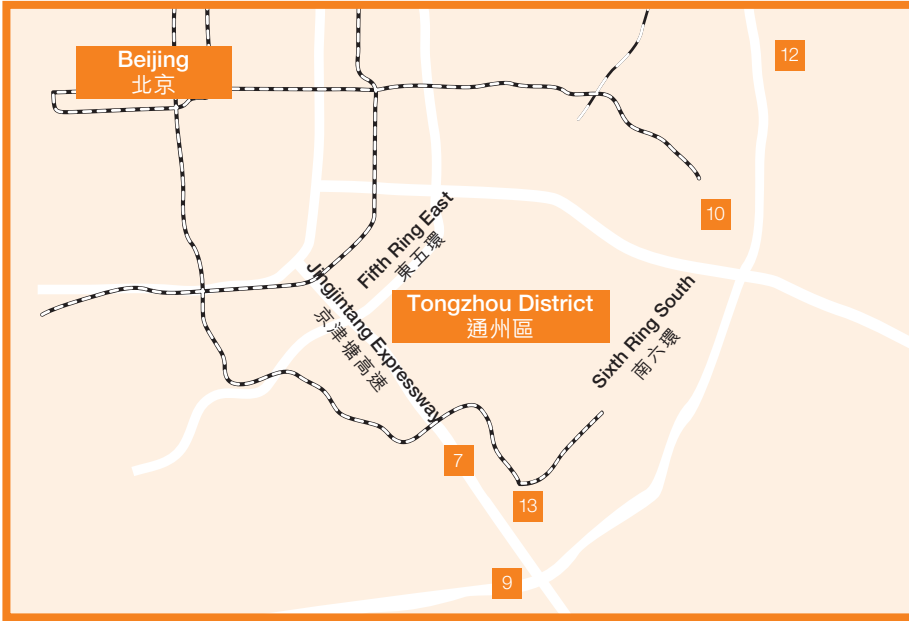 Beijing
北京
12
10
Fifth Ring East
東五環
Jingjintang Expressway
京津塘高速
Tongzhou District
通州區
Sixth Ring South
南六環
7
13
9